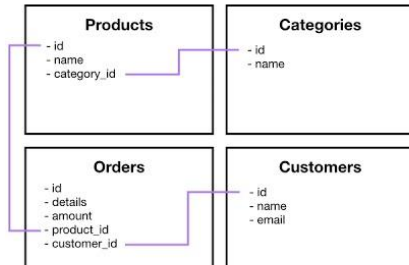 Products
- id
- name
- category_id
Categories
- id
- name
Orders
- id
- details
- amount
- product_id
- customer_id
Customers
- id
- name
- email